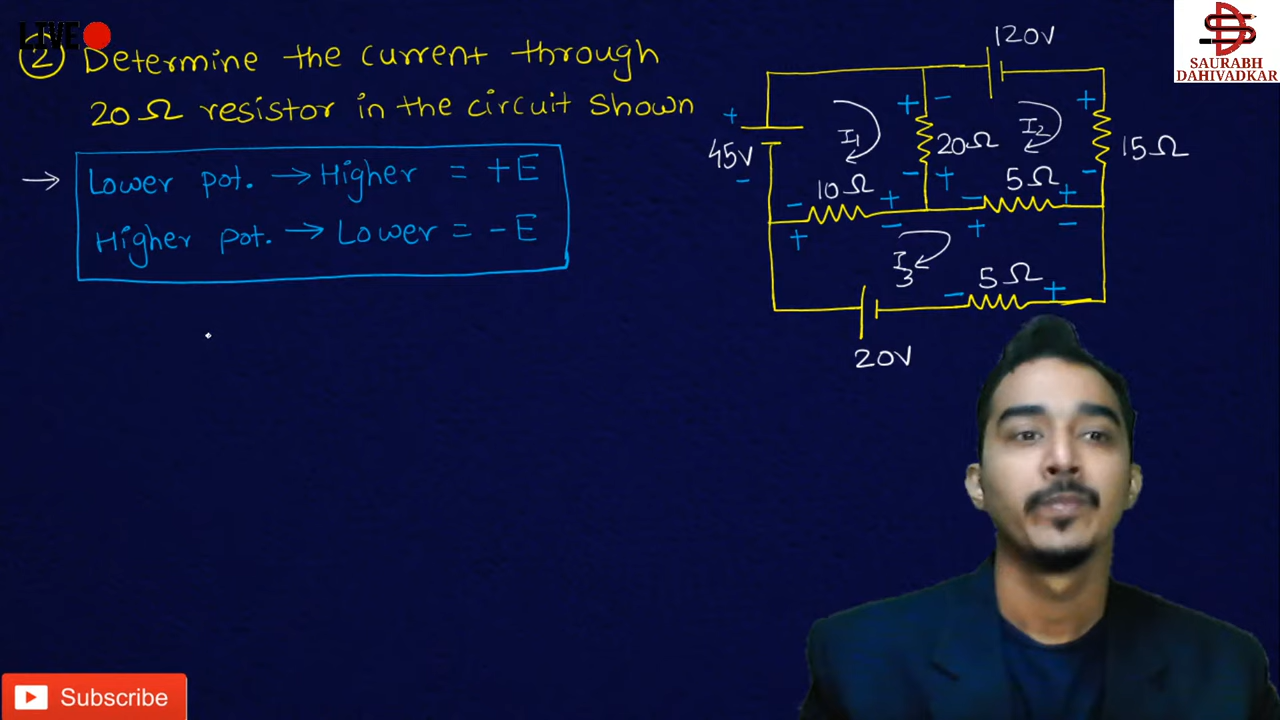 LIVE
SAURABH
DAHIVADKAR
② Determine the current through
20Ω resistor in the circuit shown
→ Lower pot. → Higher = +E
Higher pot. → Lower = -E
120V
+ - +
+ I₁ I₂
45V 20Ω 15Ω
- - + -
10Ω 5Ω
- + - +
+ - + -
I₃
5Ω
- +
20V
Subscribe